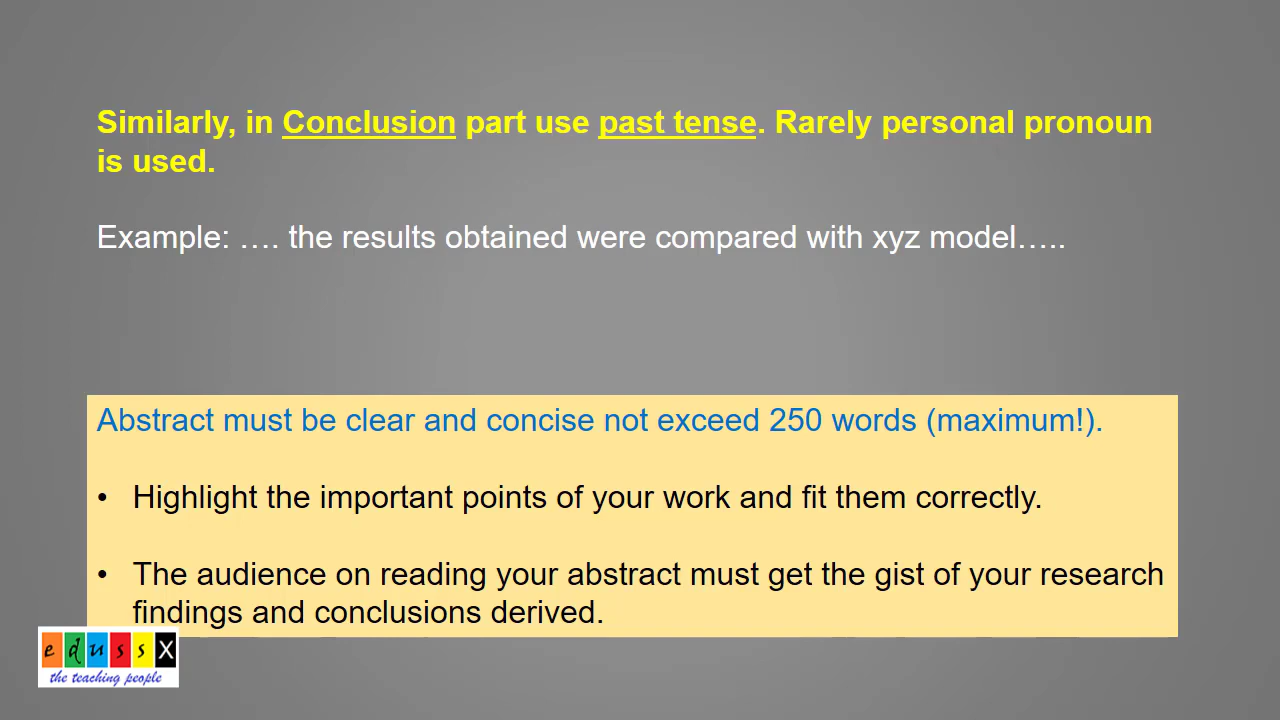 Similarly, in Conclusion part use past tense. Rarely personal pronoun
is used.
Example: …. the results obtained were compared with xyz model…..
Abstract must be clear and concise not exceed 250 words (maximum!).
• Highlight the important points of your work and fit them correctly.
• The audience on reading your abstract must get the gist of your research
findings and conclusions derived.
edussX
the teaching people